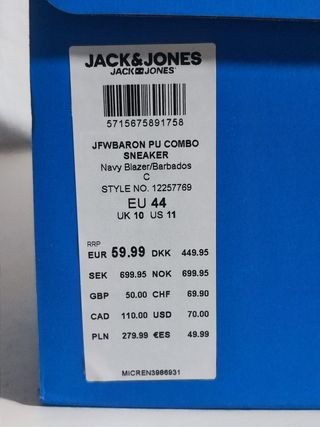 JACK&JONES
JACK JONES
5715675891758
JFWBARON PU COMBO
SNEAKER
Navy Blazer/Barbados
C
STYLE NO. 12257769
EU 44
UK 10 US 11
RRP
EUR 59.99 DKK 449.95
SEK 699.95 NOK 699.95
GBP 50.00 CHF 69.90
CAD 110.00 USD 70.00
PLN 279.99 €ES 49.99
MICREN3986931